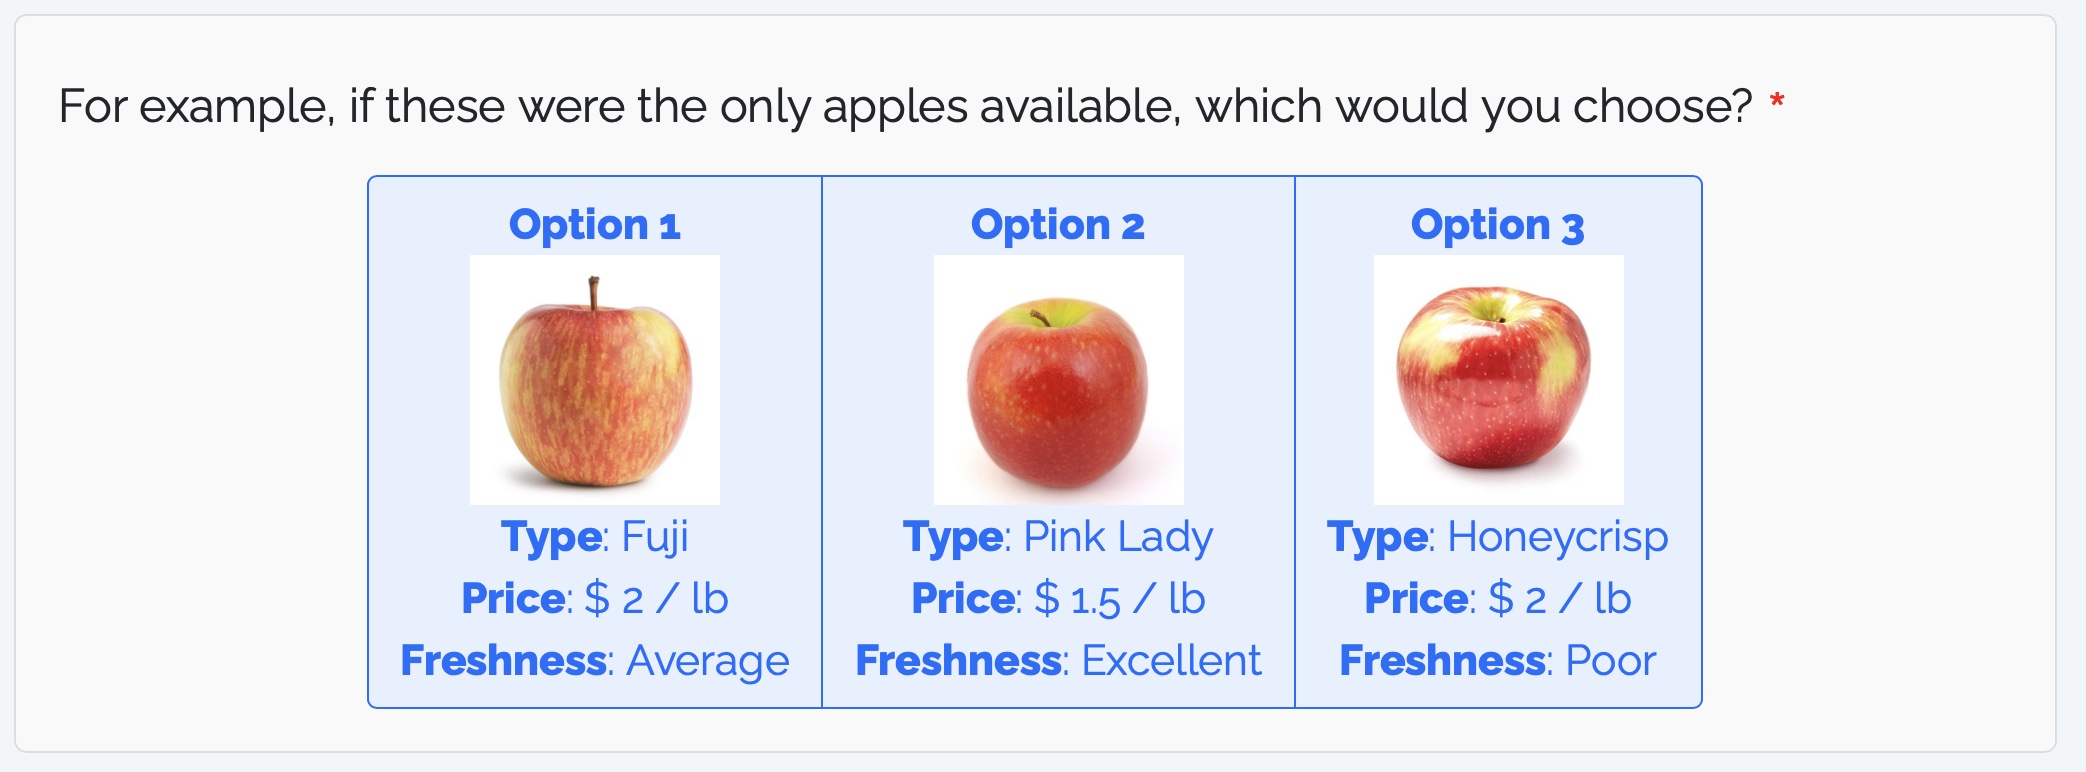 For example, if these were the only apples available, which would you choose? *
Option 1
Type: Fuji
Price: $ 2 / lb
Freshness: Average
Option 2
Type: Pink Lady
Price: $ 1.5 / lb
Freshness: Excellent
Option 3
Type: Honeycrisp
Price: $ 2 / lb
Freshness: Poor